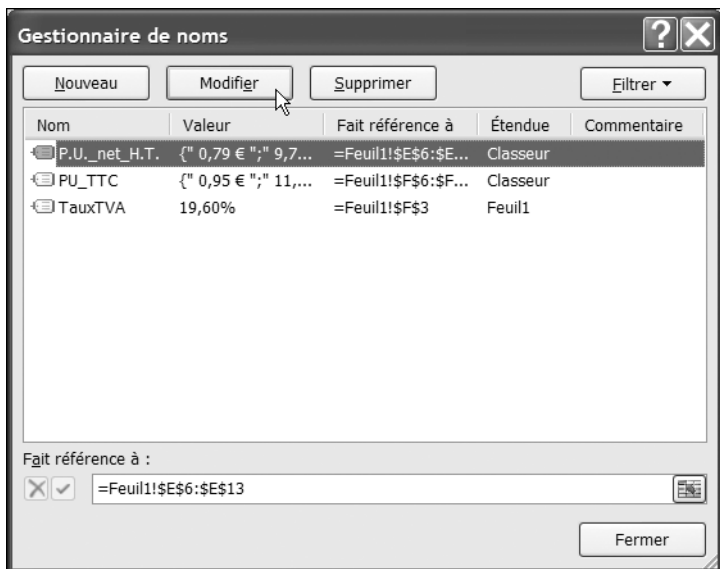 Gestionnaire de noms
Nouveau Modifier Supprimer Filtrer
Nom Valeur Fait référence à Étendue Commentaire
P.U._net_H.T. {" 0,79 € ";" 9,7... =Feuil1!$E$6:$E... Classeur
PU_TTC {" 0,95 € ";" 11,... =Feuil1!$F$6:$F... Classeur
TauxTVA 19,60% =Feuil1!$F$3 Feuil1
Fait référence à :
=Feuil1!$E$6:$E$13
Fermer